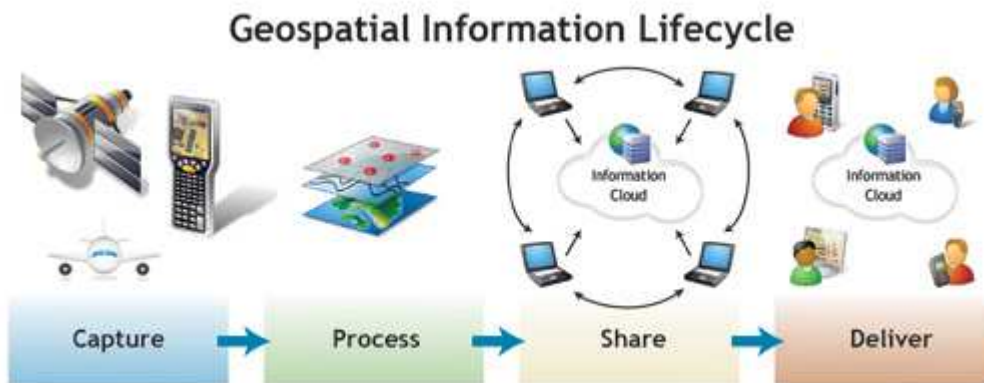 Geospatial Information Lifecycle
Information
Cloud
Information
Cloud
Capture
Process
Share
Deliver